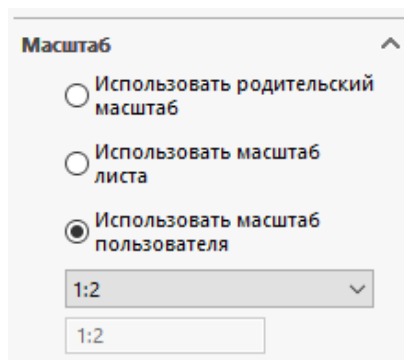 Масштаб
Использовать родительский
масштаб
Использовать масштаб
листа
Использовать масштаб
пользователя
1:2
1:2